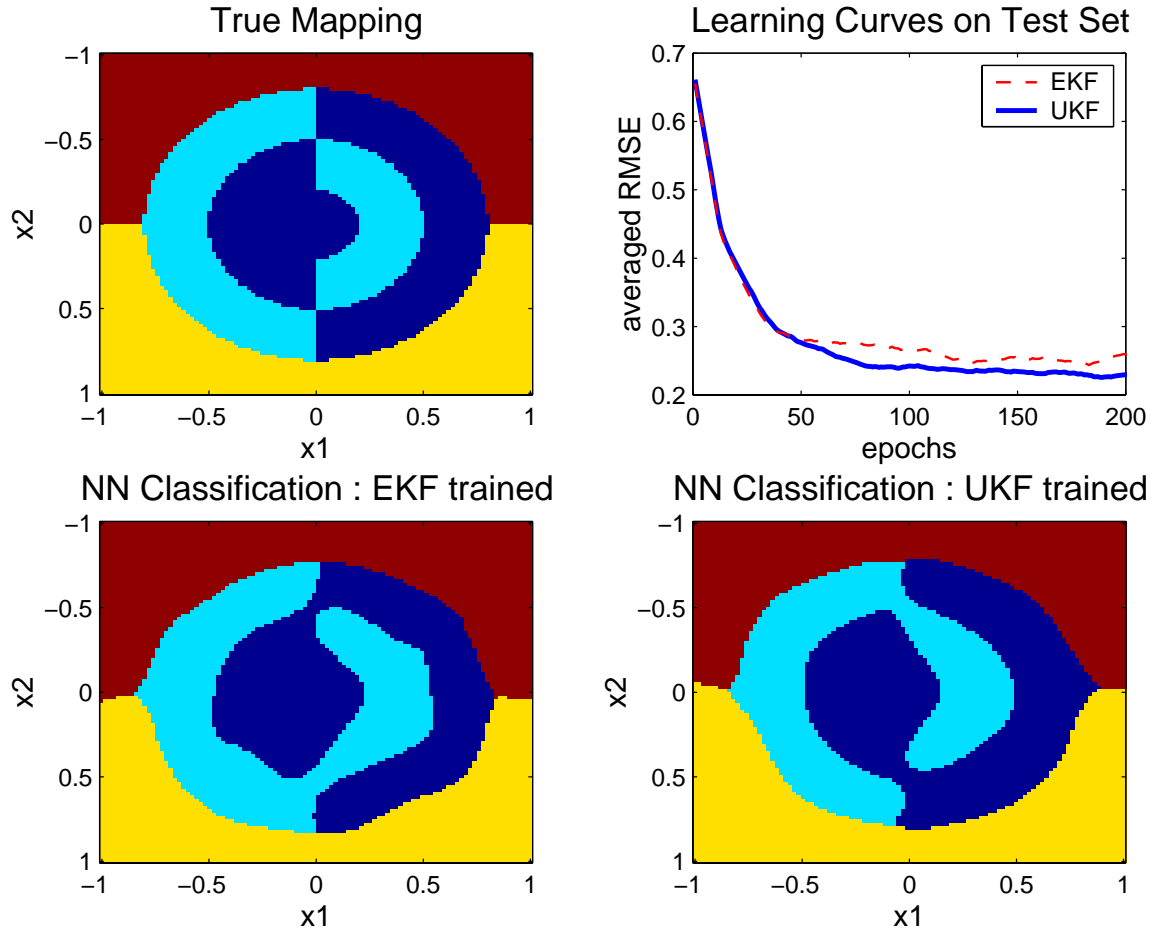 True Mapping
−1
−0.5
0
0.5
1
x2
−1 −0.5 0 0.5 1
x1
Learning Curves on Test Set
0.7
0.6
0.5
0.4
0.3
0.2
averaged RMSE
EKF
UKF
0 50 100 150 200
epochs
NN Classification : EKF trained
−1
−0.5
0
0.5
1
x2
−1 −0.5 0 0.5 1
x1
NN Classification : UKF trained
−1
−0.5
0
0.5
1
x2
−1 −0.5 0 0.5 1
x1